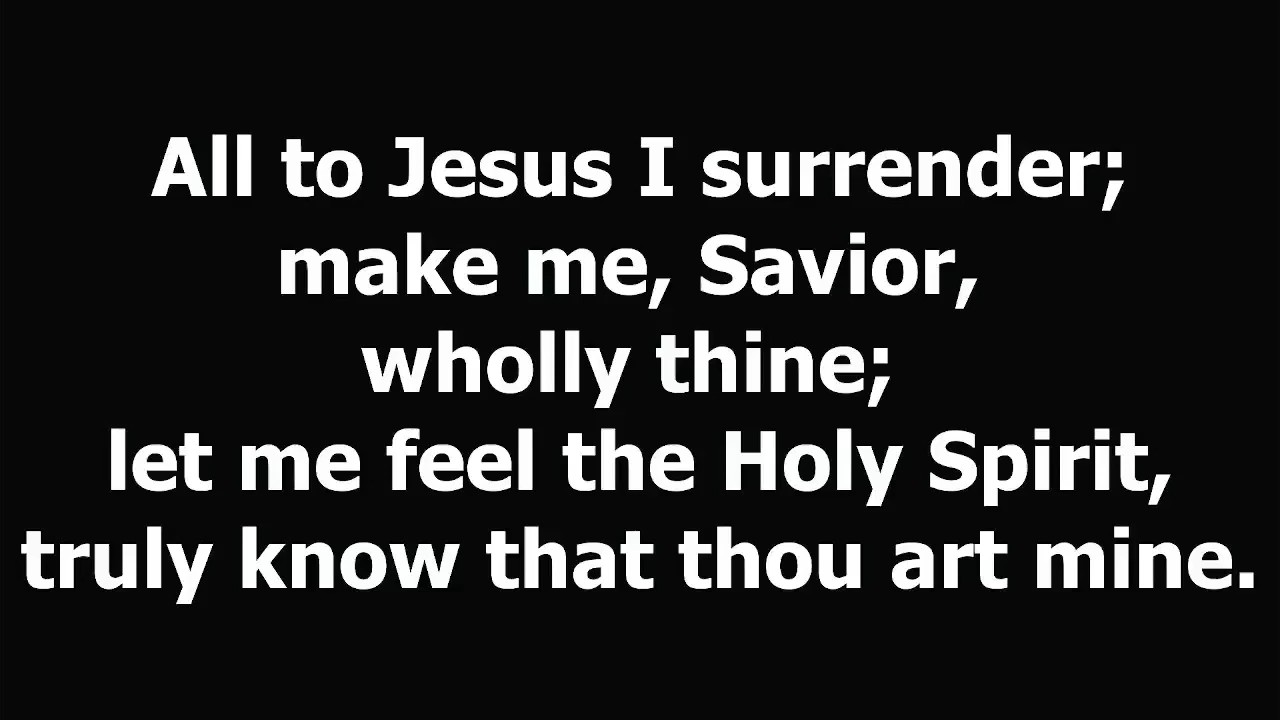 All to Jesus I surrender;
make me, Savior,
wholly thine;
let me feel the Holy Spirit,
truly know that thou art mine.